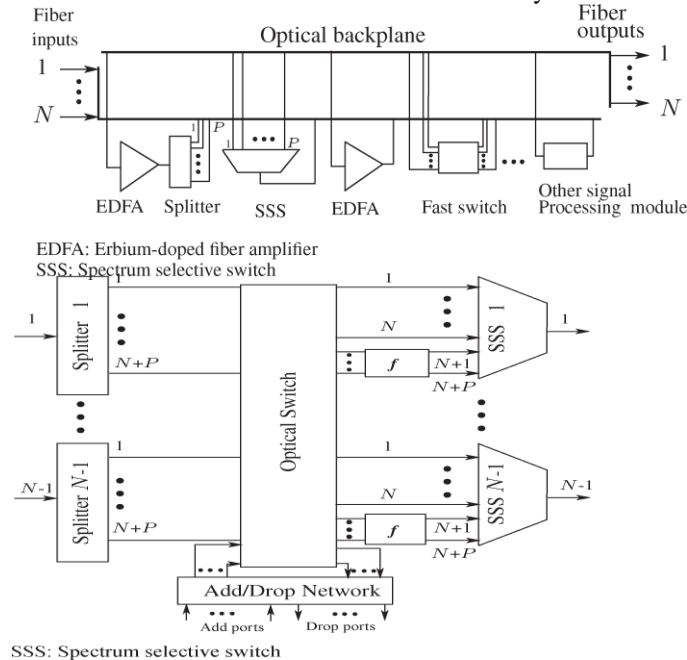 Fiber inputs
Optical backplane
Fiber outputs
1
N
1
N
1
P
1
P
EDFA
Splitter
SSS
EDFA
Fast switch
Other signal
Processing module
EDFA: Erbium-doped fiber amplifier
SSS: Spectrum selective switch
1
Splitter 1
1
N+P
Optical Switch
1
N
f
N+1
N+P
SSS 1
1
N-1
Splitter N-1
1
N+P
1
N
f
N+1
N+P
SSS N-1
N-1
Add/Drop Network
Add ports
Drop ports
SSS: Spectrum selective switch